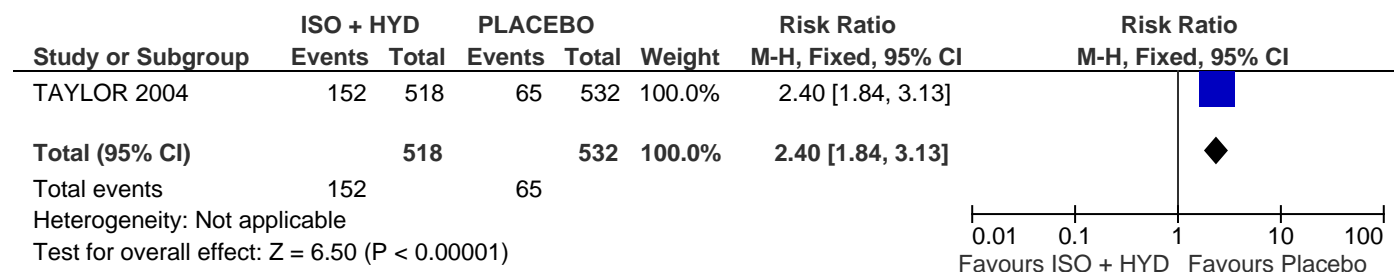 ISO + HYD PLACEBO Risk Ratio Risk Ratio
Study or Subgroup Events Total Events Total Weight M-H, Fixed, 95% CI M-H, Fixed, 95% CI
TAYLOR 2004 152 518 65 532 100.0% 2.40 [1.84, 3.13]
Total (95% CI) 518 532 100.0% 2.40 [1.84, 3.13]
Total events 152 65
Heterogeneity: Not applicable
Test for overall effect: Z = 6.50 (P < 0.00001)
0.01 0.1 1 10 100
Favours ISO + HYD Favours Placebo